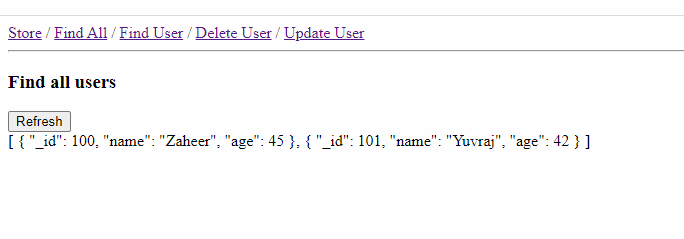 Store / Find All / Find User / Delete User / Update User
Find all users
Refresh
[ { "_id": 100, "name": "Zaheer", "age": 45 }, { "_id": 101, "name": "Yuvraj", "age": 42 } ]